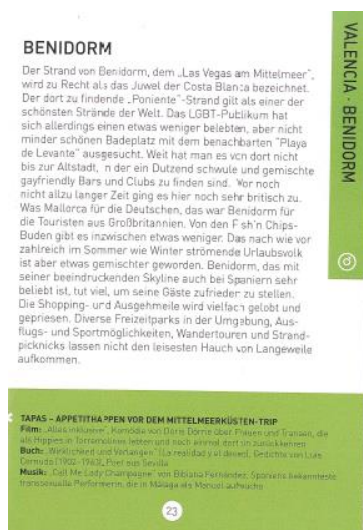 BENIDORM
Der Strand von Benidorm, dem „Las Vegas am Mittelmeer“,
wird zu Recht als das Juwel der Costa Blanca bezeichnet.
Der dort zu findende „Poniente“-Strand gilt als einer der
schönsten Strände der Welt. Das LGBT-Publikum hat
sich allerdings einen etwas weniger belebten, aber nicht
minder schönen Badeplatz mit dem benachbarten “Playa
de Levante” ausgesucht. Weit hat man es von dort nicht
bis zur Altstadt, in der ein Dutzend schwule und gemischte
gayfriendly Bars und Clubs zu finden sind. Vor noch
nicht allzu langer Zeit ging es hier noch sehr britisch zu.
Was Mallorca für die Deutschen, das war Benidorm für
die Touristen aus Großbritannien. Von den Fish'n Chips-
Buden gibt es inzwischen etwas weniger. Das nach wie vor
zahlreich im Sommer wie Winter strömende Urlaubsvolk
ist aber etwas gemischter geworden. Benidorm, das mit
seiner beeindruckenden Skyline auch bei Spaniern sehr
beliebt ist, tut viel, um seine Gäste zufrieden zu stellen.
Die Shopping- und Ausgehmeile wird vielfach gelobt und
gepriesen. Diverse Freizeitparks in der Umgebung, Aus-
flugs- und Sportmöglichkeiten, Wandertouren und Strand-
picknicks lassen nicht den leisesten Hauch von Langeweile
aufkommen.
VALENCIA · BENIDORM
TAPAS – APPETITHAPPEN VOR DEM MITTELMEERKÜSTEN-TRIP
Film: „Alles inklusive“, Komödie von Doris Dörrie über Frauen und Transen, die
als Hippies in Torremolinos lebten und noch einmal dorthin zurückkehren
Buch: „Wirklichkeit und Verlangen“ (La realidad y el deseo), Gedichte von Luis
Cernuda (1902-1963), Poet aus Sevilla
Musik: „Call Me Lady Champagne“ von Bibiana Fernández, Spaniens bekannteste
transsexuelle Performerin, die in Málaga als Manuel aufwuchs
23